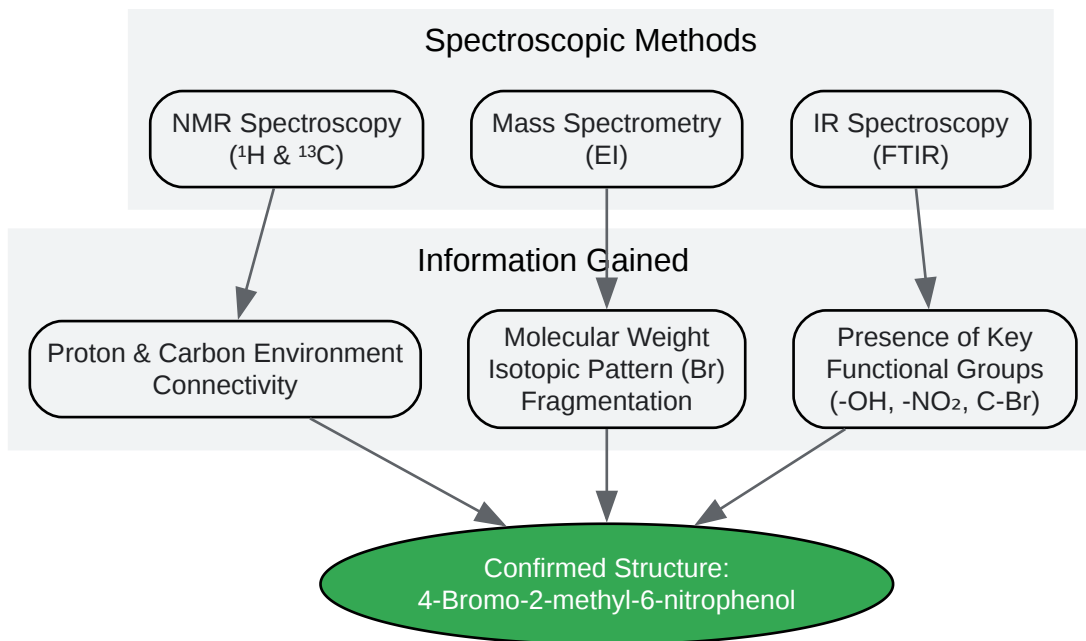 Spectroscopic Methods
NMR Spectroscopy
(¹H & ¹³C)
Mass Spectrometry
(EI)
IR Spectroscopy
(FTIR)
Information Gained
Proton & Carbon Environment
Connectivity
Molecular Weight
Isotopic Pattern (Br)
Fragmentation
Presence of Key
Functional Groups
(-OH, -NO₂, C-Br)
Confirmed Structure:
4-Bromo-2-methyl-6-nitrophenol